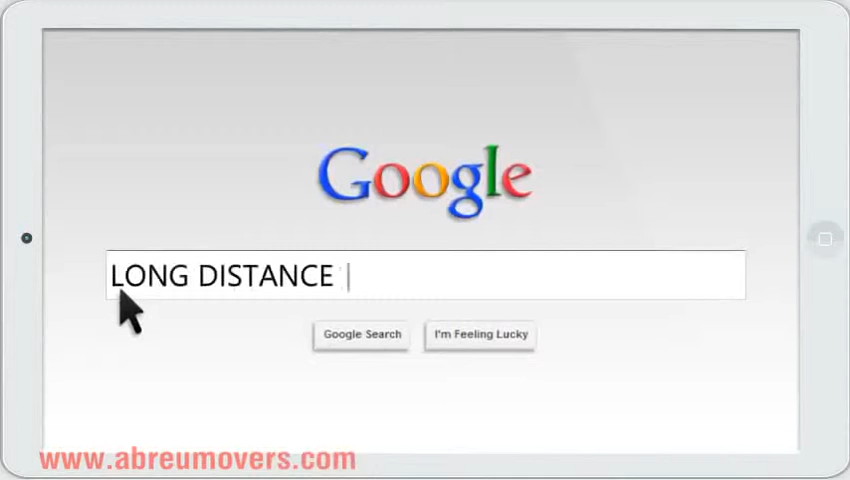 Google
LONG DISTANCE
Google Search
I'm Feeling Lucky
www.abreumovers.com